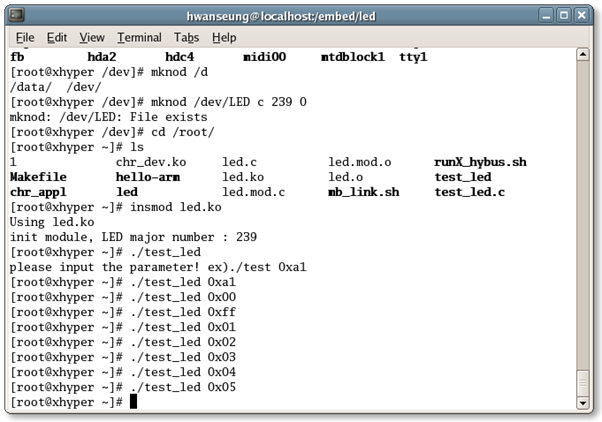 hwanseung@localhost:/embed/led
File Edit View Terminal Tabs Help
fb hda2 hdc4 midi00 mtdblock1 tty1
[root@xhyper /dev]# mknod /d
/data/ /dev/
[root@xhyper /dev]# mknod /dev/LED c 239 0
mknod: /dev/LED: File exists
[root@xhyper /dev]# cd /root/
[root@xhyper ~]# ls
1 chr_dev.ko led.c led.mod.o runX_hybus.sh
Makefile hello-arm led.ko led.o test_led
chr_appl led led.mod.c mb_link.sh test_led.c
[root@xhyper ~]# insmod led.ko
Using led.ko
init module, LED major number : 239
[root@xhyper ~]# ./test_led
please input the parameter! ex)./test 0xa1
[root@xhyper ~]# ./test_led 0xa1
[root@xhyper ~]# ./test_led 0x00
[root@xhyper ~]# ./test_led 0xff
[root@xhyper ~]# ./test_led 0x01
[root@xhyper ~]# ./test_led 0x02
[root@xhyper ~]# ./test_led 0x03
[root@xhyper ~]# ./test_led 0x04
[root@xhyper ~]# ./test_led 0x05
[root@xhyper ~]#